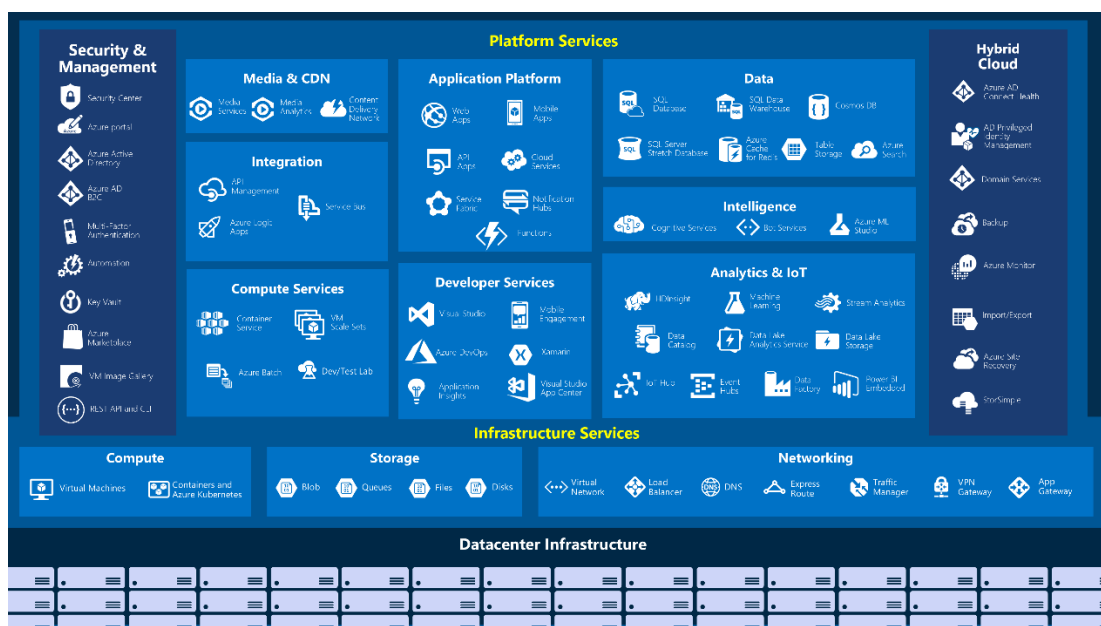 Platform Services
Security &
Management
Security Center
Azure portal
Azure Active
Directory
Azure AD
B2C
Multi-Factor
Authentication
Automation
Key Vault
Azure
Marketplace
VM Image Gallery
REST API and CLI
Media & CDN
Media
Services
Media
Analytics
Content
Delivery
Network
Integration
API
Management
Service Bus
Azure Logic
Apps
Compute Services
Container
Service
VM
Scale Sets
Azure Batch
Dev/Test Lab
Application Platform
Web
Apps
Mobile
Apps
API
Apps
Cloud
Services
Service
Fabric
Notification
Hubs
Functions
Developer Services
Visual Studio
Mobile
Engagement
Azure DevOps
Xamarin
Application
Insights
Visual Studio
App Center
Data
SQL
SQL
Database
SQL
SQL Data
Warehouse
Cosmos DB
SQL
SQL Server
Stretch Database
Azure
Cache
for Redis
Table
Storage
Azure
Search
Intelligence
Cognitive Services
Bot Services
Azure ML
Studio
Analytics & IoT
HDInsight
Machine
Learning
Stream Analytics
Data
Catalog
Data Lake
Analytics Service
Data Lake
Storage
IoT Hub
Event
Hubs
Data
Factory
Power BI
Embedded
Hybrid
Cloud
Azure AD
Connect Health
AD Privileged
Identity
Management
Domain Services
Backup
Azure Monitor
Import/Export
Azure Site
Recovery
StorSimple
Infrastructure Services
Compute
Virtual Machines
Containers and
Azure Kubernetes
Storage
Blob
Queues
Files
Disks
Networking
Virtual
Network
Load
Balancer
DNS
DNS
Express
Route
Traffic
Manager
VPN
Gateway
App
Gateway
Datacenter Infrastructure